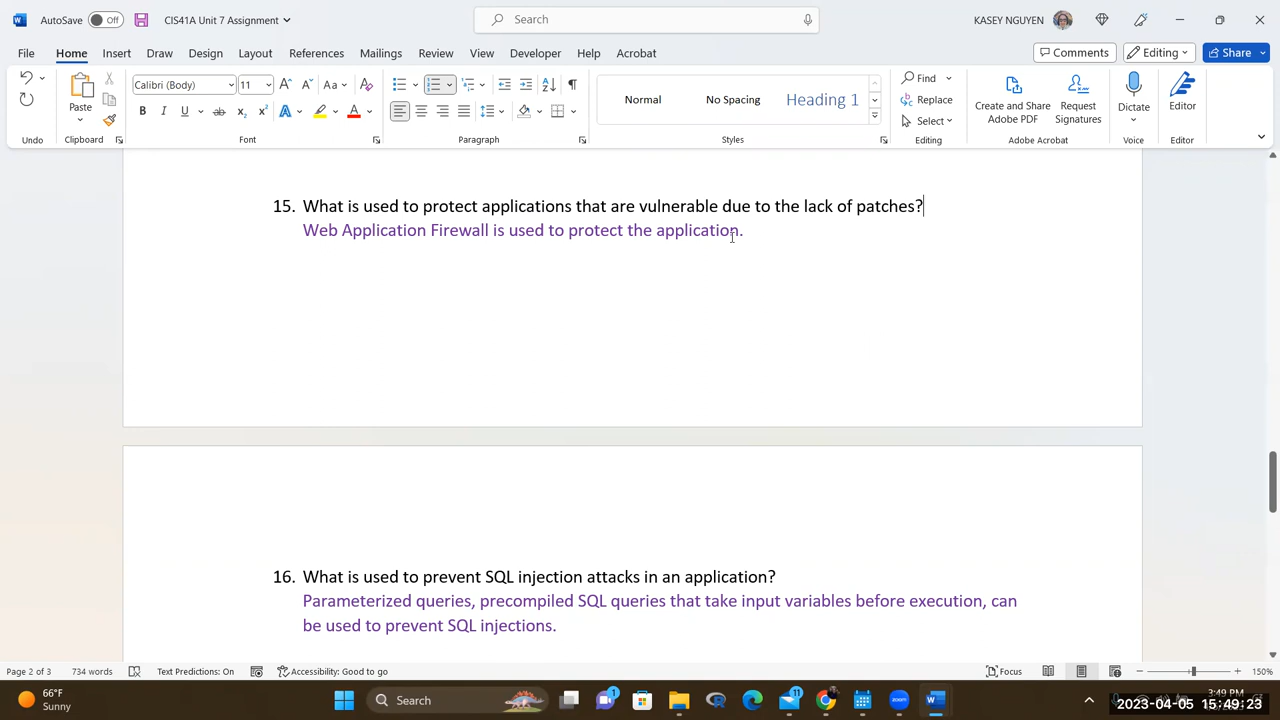 AutoSave Off CIS41A Unit 7 Assignment Search KASEY NGUYEN
File Home Insert Draw Design Layout References Mailings Review View Developer Help Acrobat Comments Editing Share
Calibri (Body) 11 Aa Normal No Spacing Heading 1 Find Replace Select
Paste Create and Share Adobe PDF Request Signatures Dictate Editor
Undo Clipboard Font Paragraph Styles Editing Adobe Acrobat Voice Editor
15. What is used to protect applications that are vulnerable due to the lack of patches?
Web Application Firewall is used to protect the application.
16. What is used to prevent SQL injection attacks in an application?
Parameterized queries, precompiled SQL queries that take input variables before execution, can
be used to prevent SQL injections.
Page 2 of 3 734 words Text Predictions: On Accessibility: Good to go Focus 150%
66°F Search 1 11 3:49 PM
Sunny 2023-04-05 15:49:23